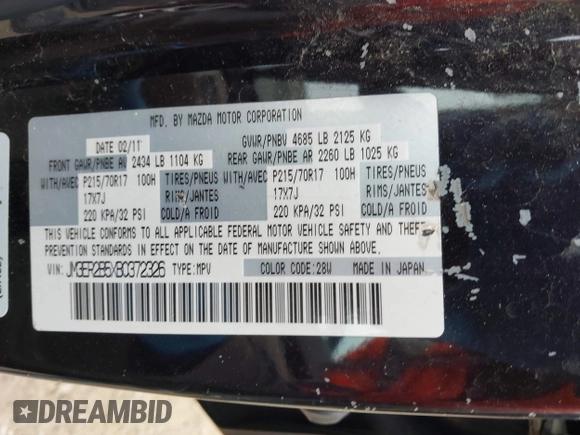 MFD. BY MAZDA MOTOR CORPORATION
DATE 02/11 GVWR/PNBV 4685 LB 2125 KG
FRONT GAWR/PNBE AV 2434 LB 1104 KG REAR GAWR/PNBE AR 2260 LB 1025 KG
WITH/AVEC P215/70R17 100H TIRES/PNEUS WITH/AVEC P215/70R17 100H TIRES/PNEUS
17X7J RIMS/JANTES 17X7J RIMS/JANTES
220 KPA/32 PSI COLD/A FROID 220 KPA/32 PSI COLD/A FROID
THIS VEHICLE CONFORMS TO ALL APPLICABLE FEDERAL MOTOR VEHICLE SAFETY AND THEFT
PREVENTION STANDARDS IN EFFECT ON THE DATE OF MANUFACTURE SHOWN ABOVE.
VIN: JM3ER2B5XB0372326 TYPE:MPV COLOR CODE:28W MADE IN JAPAN
DREAMBID